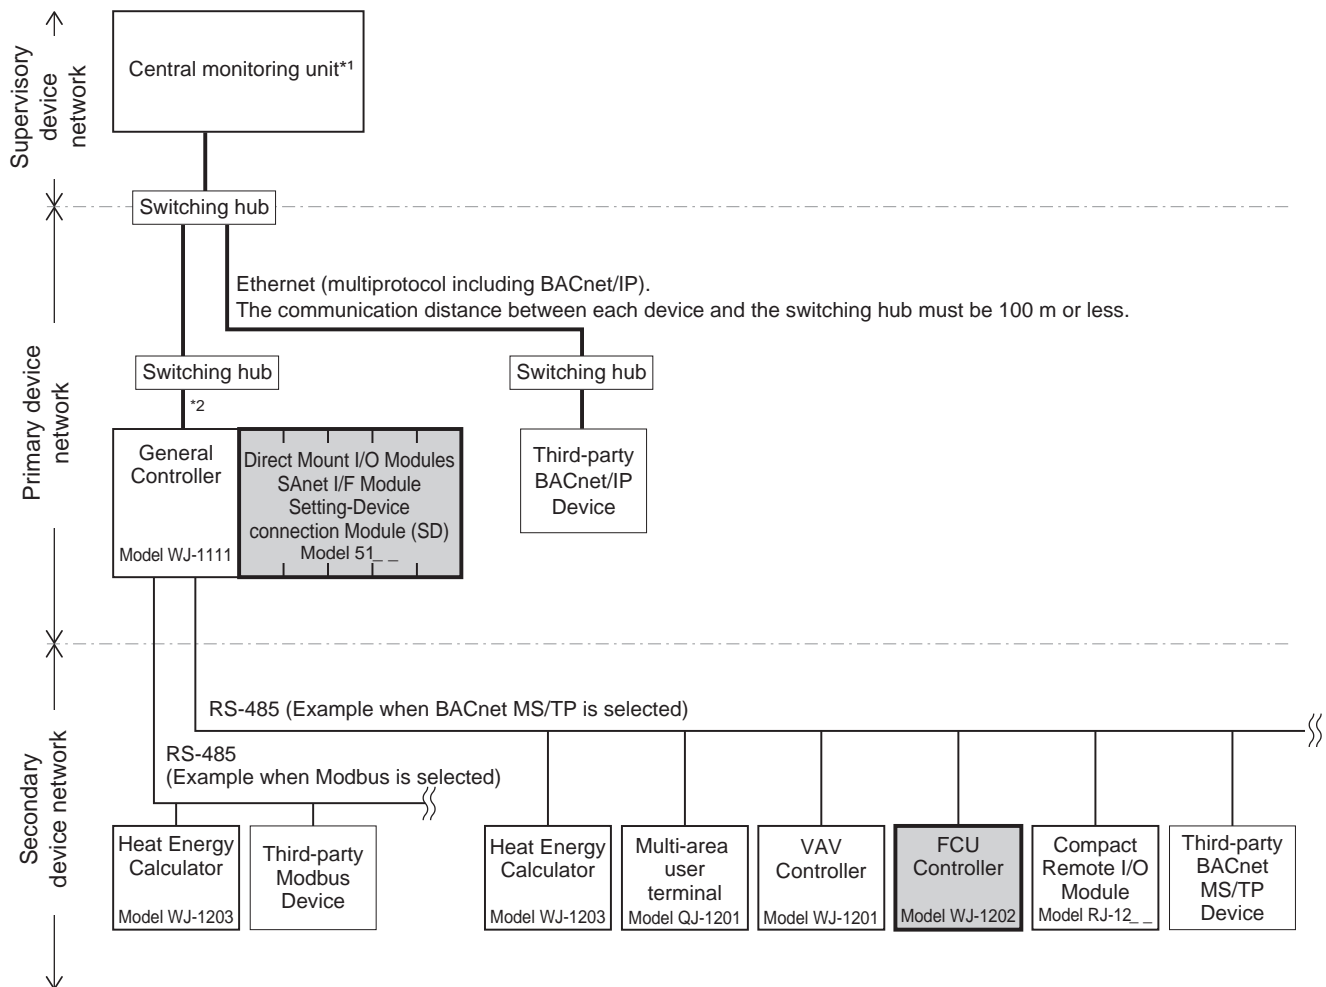 Supervisory
device
network
Central monitoring unit*1
Switching hub
Primary device
network
Ethernet (multiprotocol including BACnet/IP).
The communication distance between each device and the switching hub must be 100 m or less.
Switching hub
Switching hub
*2
General
Controller
Model WJ-1111
Direct Mount I/O Modules
SAnet I/F Module
Setting-Device
connection Module (SD)
Model 51_ _
Third-party
BACnet/IP
Device
Secondary
device network
RS-485 (Example when BACnet MS/TP is selected)
RS-485
(Example when Modbus is selected)
Heat Energy
Calculator
Model WJ-1203
Third-party
Modbus
Device
Heat Energy
Calculator
Model WJ-1203
Multi-area
user
terminal
Model QJ-1201
VAV
Controller
Model WJ-1201
FCU
Controller
Model WJ-1202
Compact
Remote I/O
Module
Model RJ-12_ _
Third-party
BACnet
MS/TP
Device